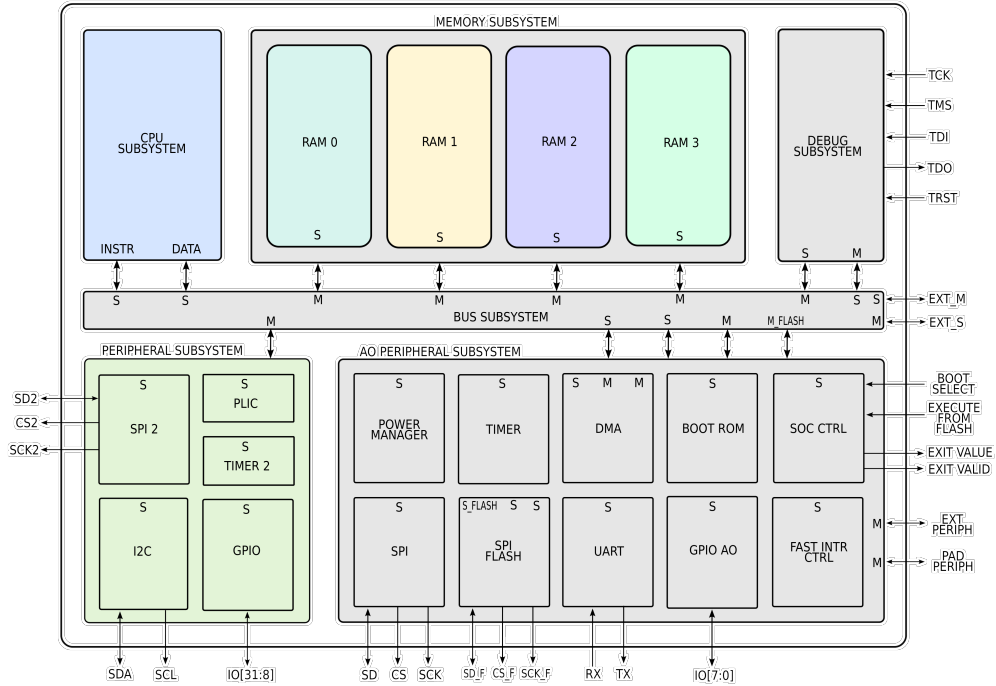 MEMORY SUBSYSTEM
CPU
SUBSYSTEM
INSTR
DATA
RAM 0
S
RAM 1
S
RAM 2
S
RAM 3
S
DEBUG
SUBSYSTEM
S
M
TCK
TMS
TDI
TDO
TRST
S
S
M
M
M
M
M
S
S
EXT_M
BUS SUBSYSTEM
M
S
S
M
M_FLASH
M
EXT_S
PERIPHERAL SUBSYSTEM
S
SPI 2
S
PLIC
S
TIMER 2
S
I2C
S
GPIO
SD2
CS2
SCK2
SDA
SCL
IO[31:8]
AO PERIPHERAL SUBSYSTEM
S
POWER
MANAGER
S
TIMER
S
M
M
DMA
S
BOOT ROM
S
SOC CTRL
S
SPI
S_FLASH
S
S
SPI
FLASH
S
UART
S
GPIO AO
S
FAST INTR
CTRL
M
M
BOOT
SELECT
EXECUTE
FROM
FLASH
EXIT VALUE
EXIT VALID
EXT
PERIPH
PAD
PERIPH
SD
CS
SCK
SD_F
CS_F
SCK_F
RX
TX
IO[7:0]